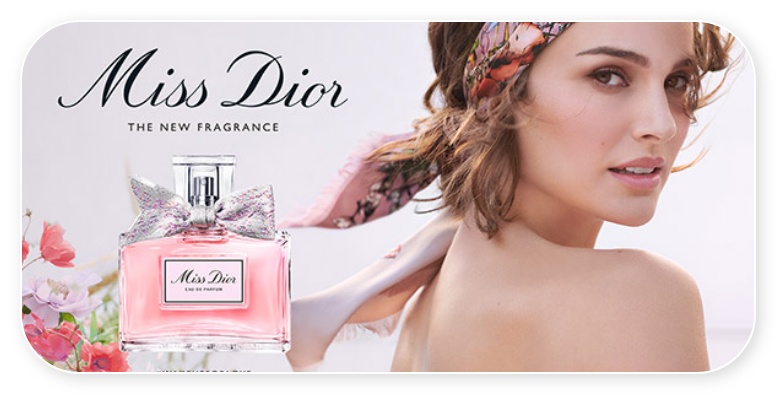 Miss Dior
THE NEW FRAGRANCE
Miss Dior
EAU DE PARFUM